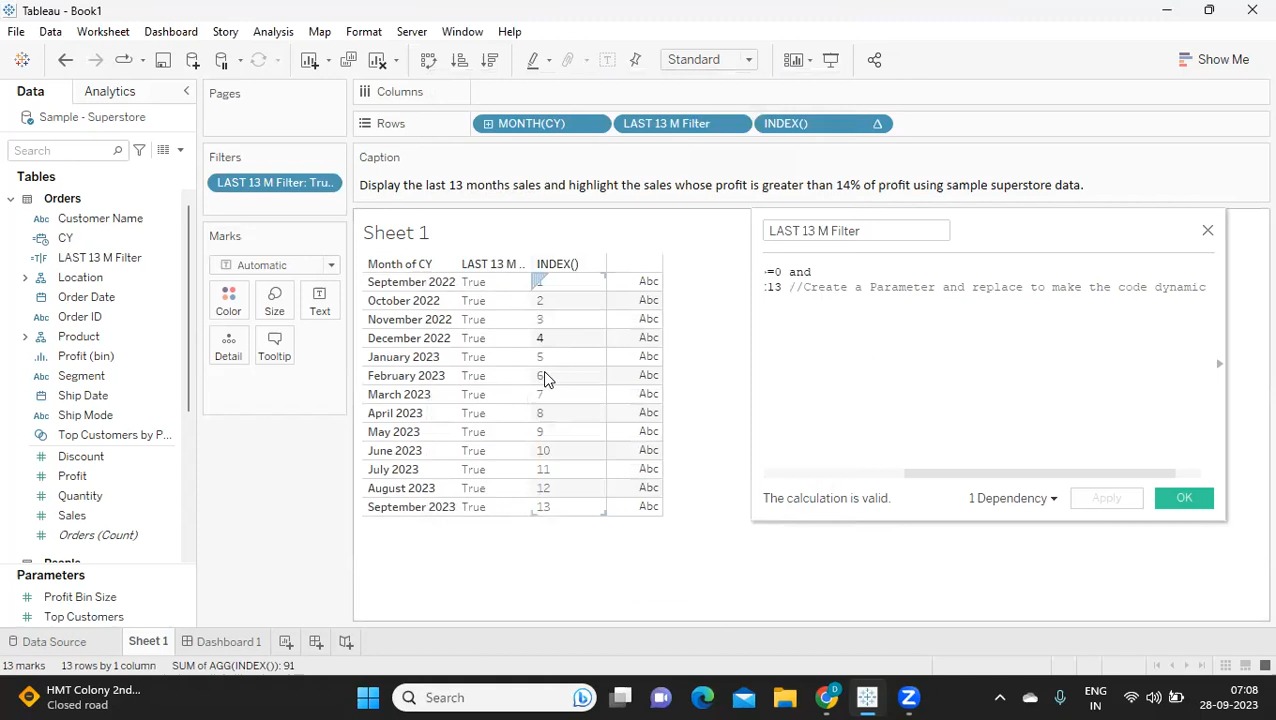 Tableau - Book1
File Data Worksheet Dashboard Story Analysis Map Format Server Window Help
Standard
Show Me
Data Analytics
Sample - Superstore
Search
Tables
Orders
Abc Customer Name
CY
=T|F LAST 13 M Filter
Location
Order Date
Abc Order ID
Product
Profit (bin)
Abc Segment
Ship Date
Abc Ship Mode
Top Customers by P...
Discount
Profit
Quantity
Sales
Orders (Count)
Parameters
Profit Bin Size
Top Customers
Pages
Filters
LAST 13 M Filter: Tru..
Marks
Automatic
Color Size Text
Detail Tooltip
Columns
Rows MONTH(CY) LAST 13 M Filter INDEX()
Caption
Display the last 13 months sales and highlight the sales whose profit is greater than 14% of profit using sample superstore data.
Sheet 1
Month of CY LAST 13 M .. INDEX()
September 2022 True 1 Abc
October 2022 True 2 Abc
November 2022 True 3 Abc
December 2022 True 4 Abc
January 2023 True 5 Abc
February 2023 True 6 Abc
March 2023 True 7 Abc
April 2023 True 8 Abc
May 2023 True 9 Abc
June 2023 True 10 Abc
July 2023 True 11 Abc
August 2023 True 12 Abc
September 2023 True 13 Abc
LAST 13 M Filter
=0 and
13 //Create a Parameter and replace to make the code dynamic
The calculation is valid.
1 Dependency
Apply
OK
Data Source Sheet 1 Dashboard 1
13 marks 13 rows by 1 column SUM of AGG(INDEX()): 91
HMT Colony 2nd...
Closed road
Search
ENG
IN
07:08
28-09-2023